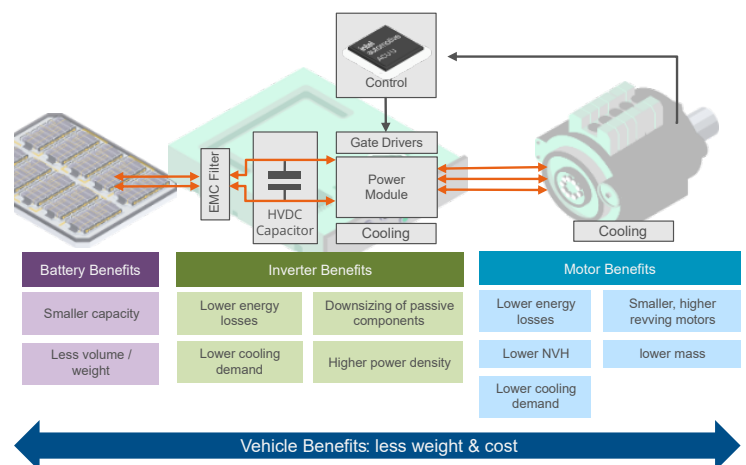 intel
automotive
ACU U
Control
Gate Drivers
EMC Filter
HVDC
Capacitor
Power
Module
Cooling
Cooling
Battery Benefits
Smaller capacity
Less volume /
weight
Inverter Benefits
Lower energy
losses
Downsizing of passive
components
Lower cooling
demand
Higher power density
Motor Benefits
Lower energy
losses
Smaller, higher
revving motors
Lower NVH
lower mass
Lower cooling
demand
Vehicle Benefits: less weight & cost